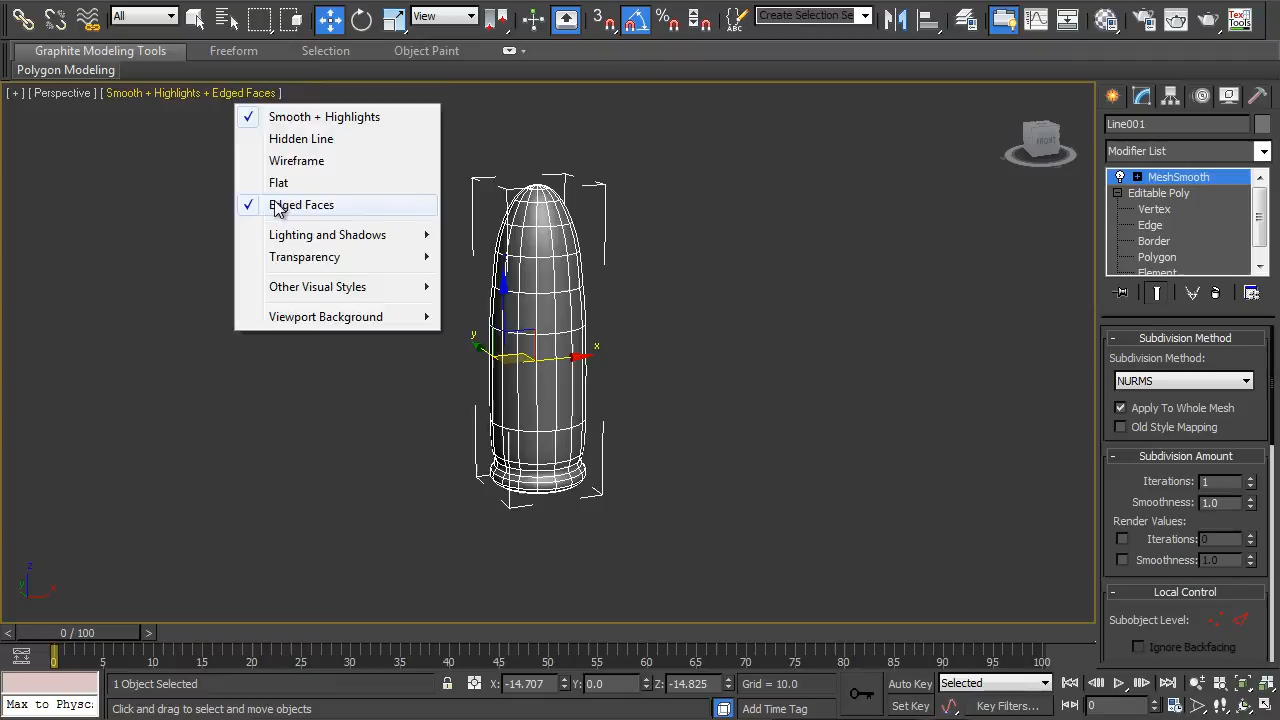 All
View
3
Create Selection Se
Tex
Tools
Graphite Modeling Tools
Freeform
Selection
Object Paint
Polygon Modeling
[ + ] [ Perspective ] [ Smooth + Highlights + Edged Faces ]
Smooth + Highlights
Hidden Line
Wireframe
Flat
Edged Faces
Lighting and Shadows
Transparency
Other Visual Styles
Viewport Background
FRONT
z
y
x
z
y
x
Line001
Modifier List
MeshSmooth
Editable Poly
Vertex
Edge
Border
Polygon
Element
- Subdivision Method
Subdivision Method:
NURMS
Apply To Whole Mesh
Old Style Mapping
- Subdivision Amount
Iterations: 1
Smoothness: 1.0
Render Values:
Iterations: 0
Smoothness: 1.0
- Local Control
Subobject Level:
Ignore Backfacing
< 0 / 100 >
0 5 10 15 20 25 30 35 40 45 50 55 60 65 70 75 80 85 90 95 100
1 Object Selected
X: -14.707 Y: 0.0 Z: -14.825 Grid = 10.0
Auto Key Selected
Max to Physc
Click and drag to select and move objects
Add Time Tag
Set Key
Key Filters...
0